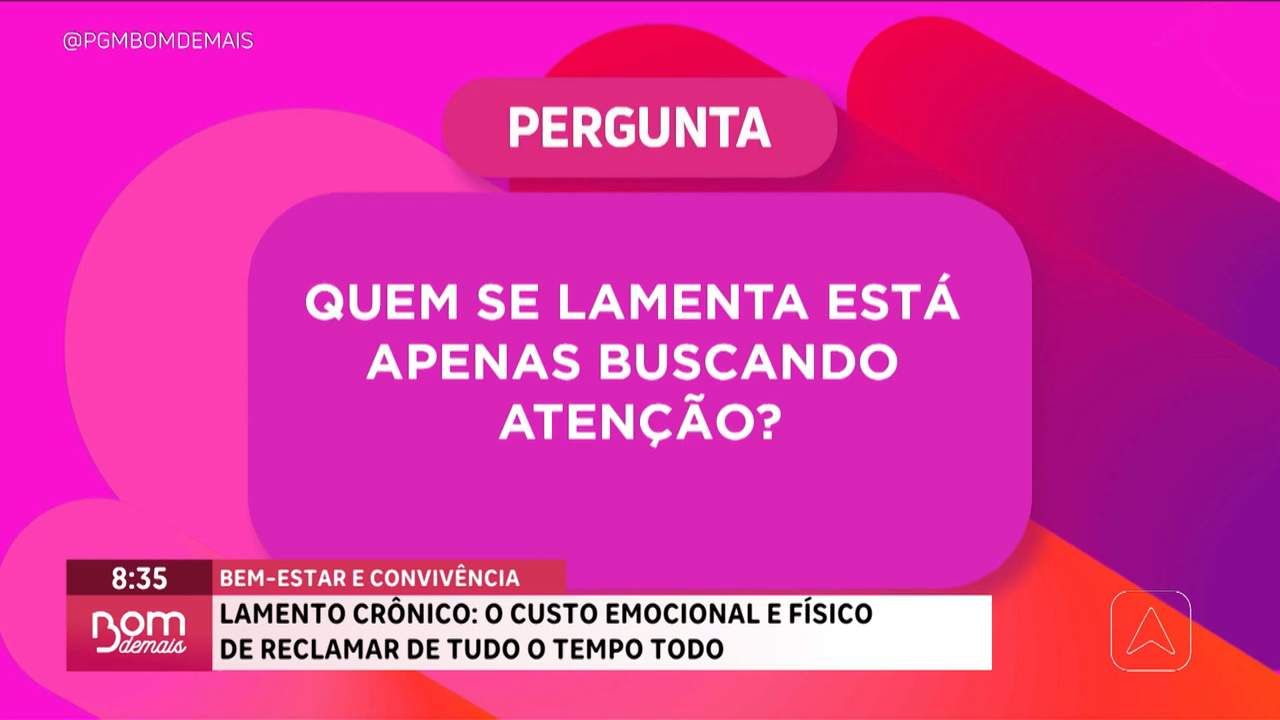 @PGMBOMDEMAIS
PERGUNTA
QUEM SE LAMENTA ESTÁ
APENAS BUSCANDO
ATENÇÃO?
8:35
BEM-ESTAR E CONVIVÊNCIA
Bom
demais
LAMENTO CRÔNICO: O CUSTO EMOCIONAL E FÍSICO
DE RECLAMAR DE TUDO O TEMPO TODO